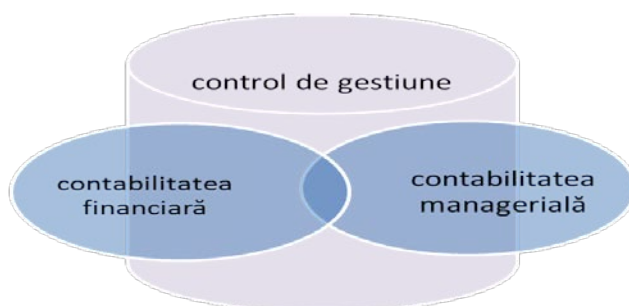 control de gestiune
contabilitatea
financiară
contabilitatea
managerială